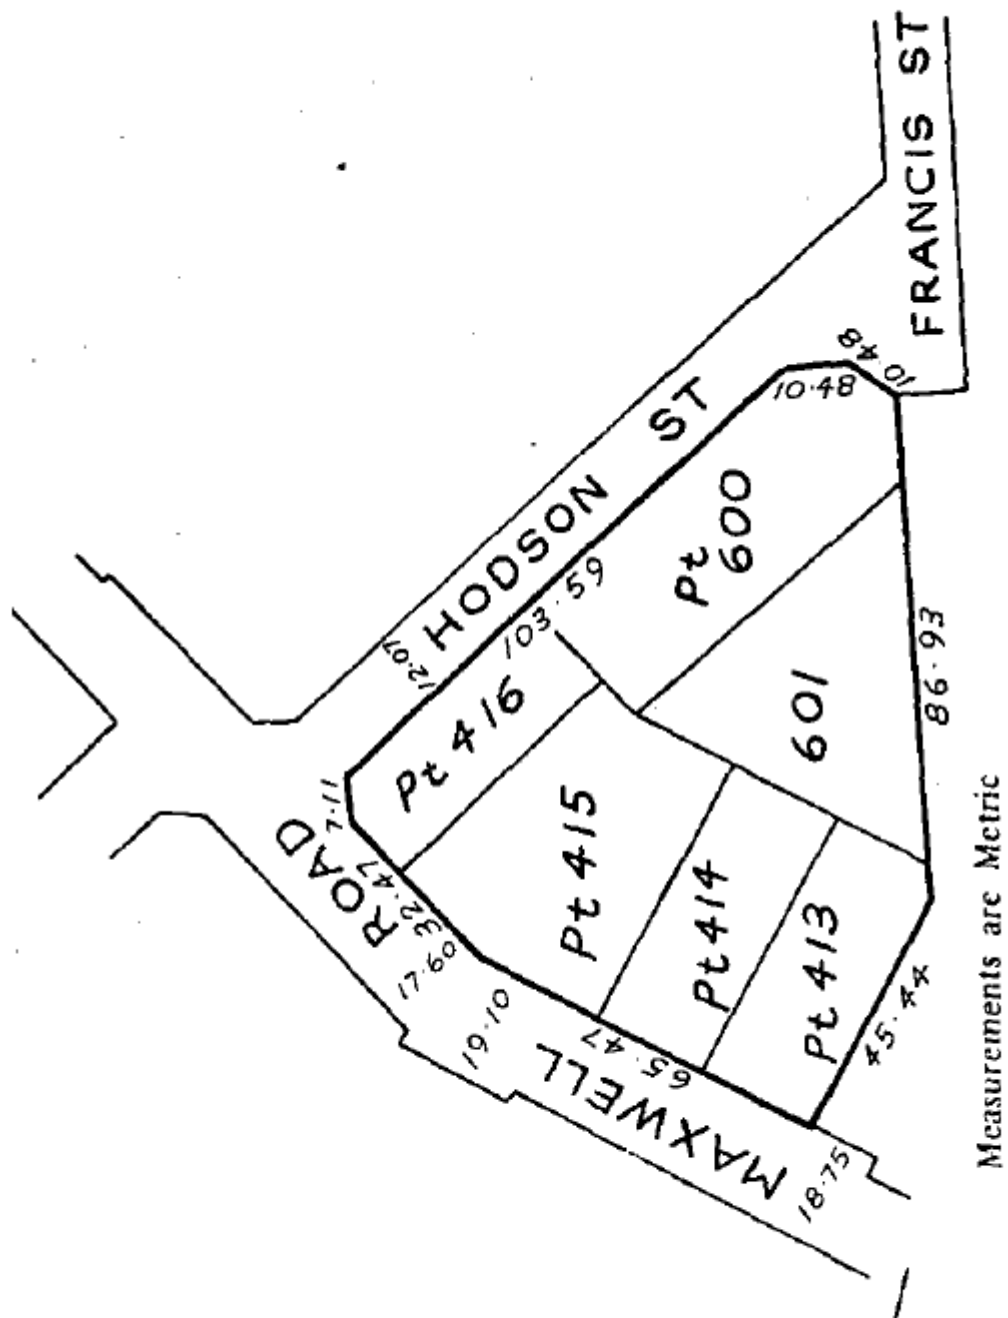 FRANCIS ST
HODSON ST
MAXWELL ROAD
10.48
10.48
12.07
103.59
7.11
32.47
17.60
19.10
65.47
18.75
45.44
86.93
Pt 416
Pt 600
Pt 415
601
Pt 414
Pt 413
Measurements are Metric